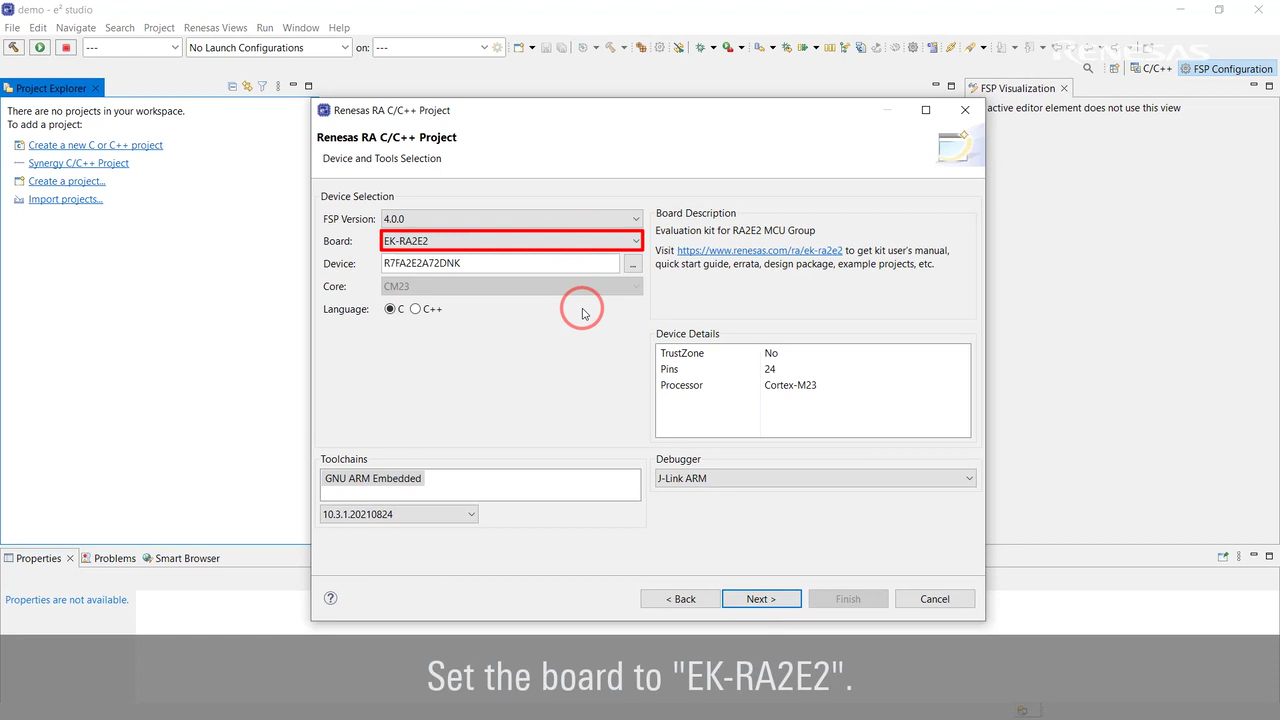 demo - e² studio
File Edit Navigate Search Project Renesas Views Run Window Help
--- No Launch Configurations on: ---
RENESAS
C/C++ FSP Configuration
Project Explorer
FSP Visualization
There are no projects in your workspace.
To add a project:
Create a new C or C++ project
Synergy C/C++ Project
Create a project...
Import projects...
active editor element does not use this view
Renesas RA C/C++ Project
Renesas RA C/C++ Project
Device and Tools Selection
Device Selection
FSP Version: 4.0.0
Board: EK-RA2E2
Device: R7FA2E2A72DNK ...
Core: CM23
Language: C C++
Board Description
Evaluation kit for RA2E2 MCU Group
Visit https://www.renesas.com/ra/ek-ra2e2 to get kit user's manual,
quick start guide, errata, design package, example projects, etc.
Device Details
TrustZone No
Pins 24
Processor Cortex-M23
Toolchains
GNU ARM Embedded
10.3.1.20210824
Debugger
J-Link ARM
Properties Problems Smart Browser
Properties are not available.
< Back Next > Finish Cancel
Set the board to "EK-RA2E2".